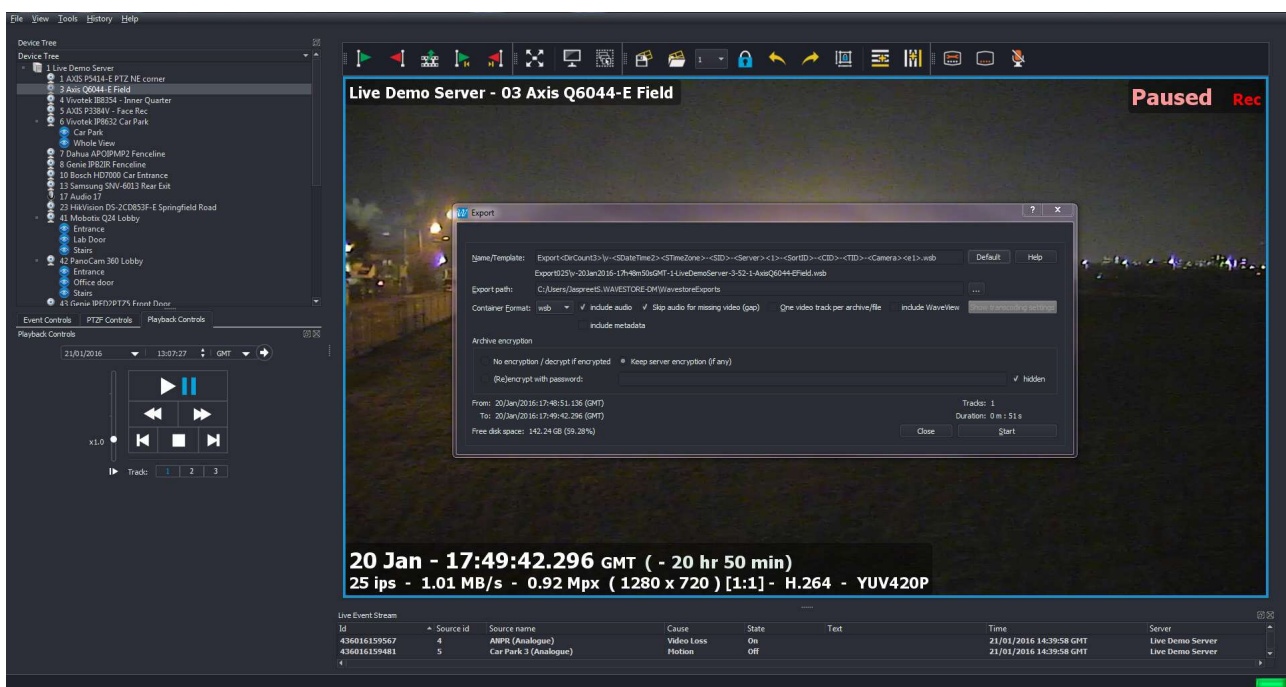 File View Tools History Help
Device Tree
Device Tree
1 Live Demo Server
1 AXIS P5414-E PTZ NE corner
3 Axis Q6044-E Field
4 Vivotek IB8354 - Inner Quarter
5 AXIS P3384V - Face Rec
6 Vivotek IP8632 Car Park
Car Park
Whole View
7 Dahua APOIPMP2 Fenceline
8 Genie IPB2IR Fenceline
10 Bosch HD7000 Car Entrance
13 Samsung SNV-6013 Rear Exit
17 Audio 17
23 HikVision DS-2CD853F-E Springfield Road
41 Mobotix Q24 Lobby
Entrance
Lab Door
Stairs
42 PanoCam 360 Lobby
Entrance
Office door
Stairs
43 Genie IPFD2PTZ5 Front Door
Event Controls PTZF Controls Playback Controls
Playback Controls
21/01/2016 13:07:27 GMT
x1.0
Track: 1 2 3
1
Live Demo Server - 03 Axis Q6044-E Field
Paused Rec
Export
Name/Template: Export<DirCount3>\v-<SDateTime2><STimeZone>-<SID>-<Server><1>-<SortID>-<CID>-<TID>-<Camera><e1>.wsb Default Help
Export025\v-20Jan2016-17h48m50sGMT-1-LiveDemoServer-3-52-1-AxisQ6044-EField.wsb
Export path: C:/Users/JaspreetS.WAVESTORE-DM/WavestoreExports ...
Container Format: wsb include audio Skip audio for missing video (gap) One video track per archive/file include WaveView Show transcoding settings
include metadata
Archive encryption
No encryption / decrypt if encrypted Keep server encryption (if any)
(Re)encrypt with password: hidden
From: 20/Jan/2016:17:48:51.136 (GMT) Tracks: 1
To: 20/Jan/2016:17:49:42.296 (GMT) Duration: 0 m : 51 s
Free disk space: 142.24 GB (59.28%) Close Start
20 Jan - 17:49:42.296 GMT ( - 20 hr 50 min)
25 ips - 1.01 MB/s - 0.92 Mpx ( 1280 x 720 ) [1:1] - H.264 - YUV420P
Live Event Stream
Id Source id Source name Cause State Text Time Server
436016159567 4 ANPR (Analogue) Video Loss On 21/01/2016 14:39:58 GMT Live Demo Server
436016159481 5 Car Park 3 (Analogue) Motion Off 21/01/2016 14:39:58 GMT Live Demo Server